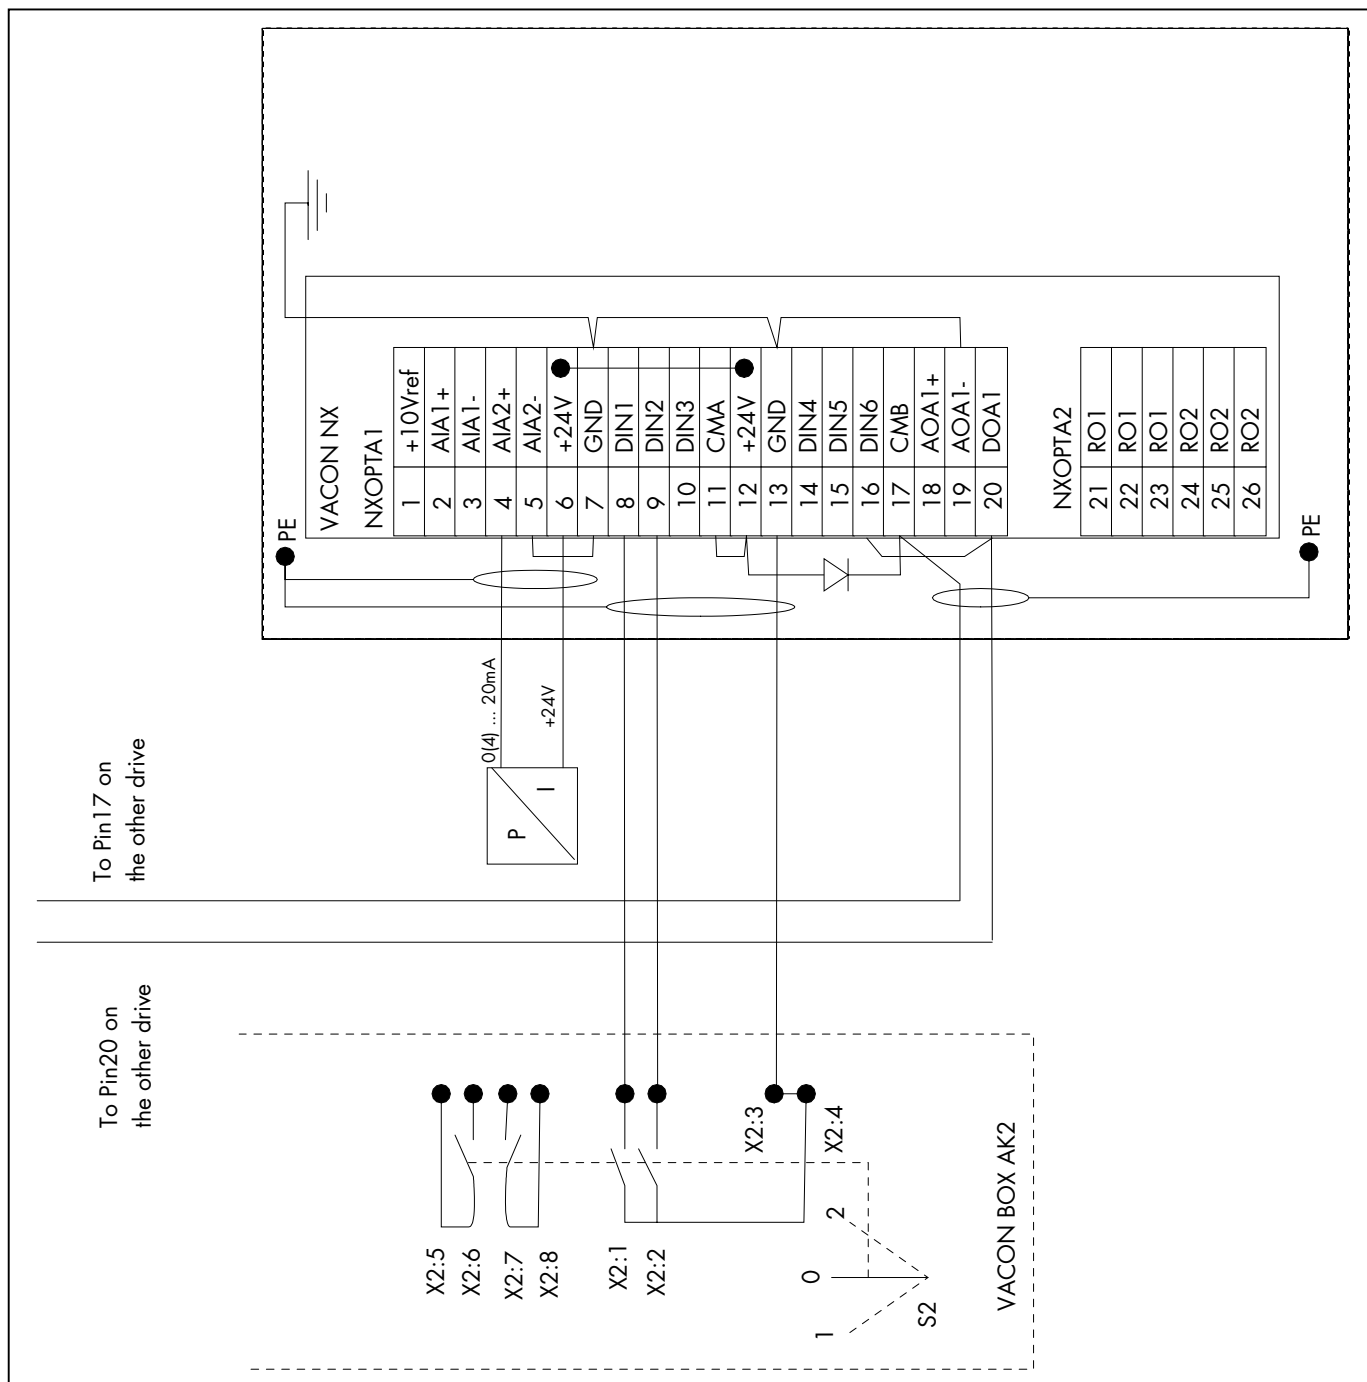 VACON NX
NXOPTA1
1 +10Vref
2 AIA1+
3 AIA1-
4 AIA2+
5 AIA2-
6 +24V
7 GND
8 DIN1
9 DIN2
10 DIN3
11 CMA
12 +24V
13 GND
14 DIN4
15 DIN5
16 DIN6
17 CMB
18 AOA1+
19 AOA1-
20 DOA1
NXOPTA2
21 RO1
22 RO1
23 RO1
24 RO2
25 RO2
26 RO2
PE
PE
0(4) ... 20mA
+24V
P
I
To Pin17 on
the other drive
To Pin20 on
the other drive
X2:5
X2:6
X2:7
X2:8
X2:1
X2:2
X2:3
X2:4
1
0
2
S2
VACON BOX AK2